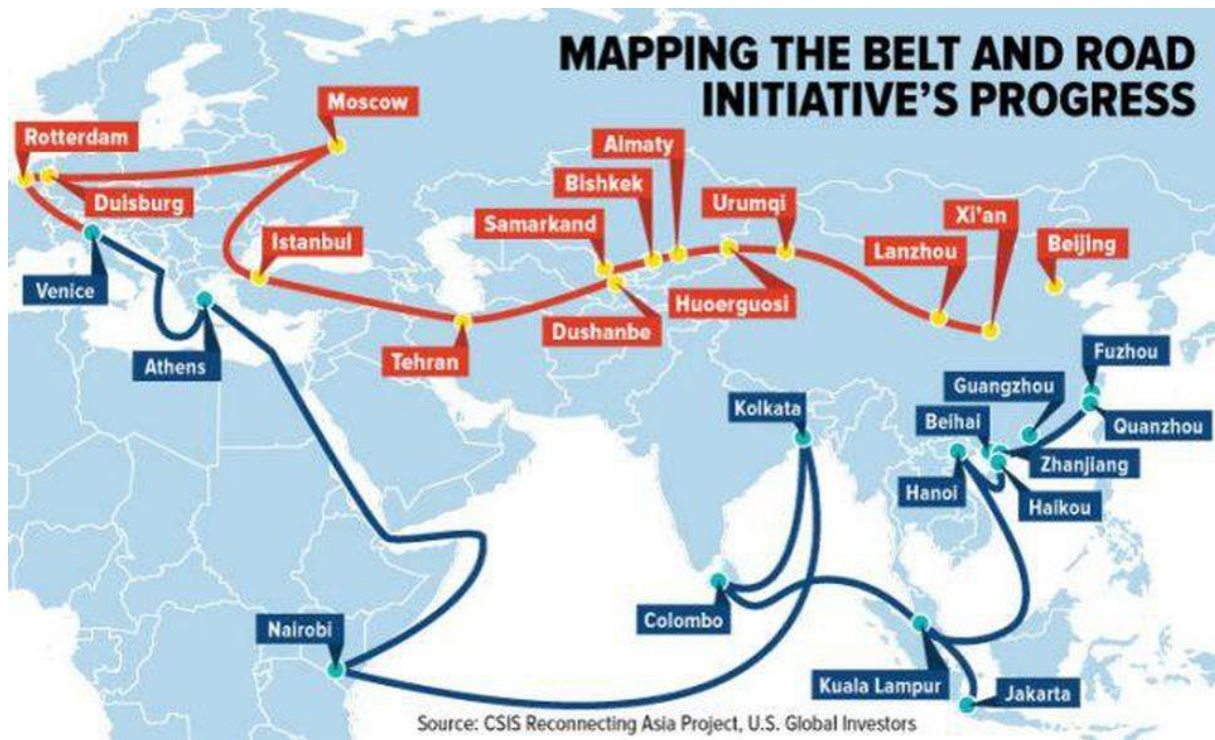 MAPPING THE BELT AND ROAD
INITIATIVE'S PROGRESS
Moscow
Rotterdam
Almaty
Bishkek
Duisburg
Urumqi
Xi'an
Samarkand
Istanbul
Beijing
Lanzhou
Venice
Huoerguosi
Dushanbe
Tehran
Athens
Fuzhou
Guangzhou
Kolkata
Beihai
Quanzhou
Zhanjiang
Hanoi
Haikou
Colombo
Nairobi
Kuala Lampur
Jakarta
Source: CSIS Reconnecting Asia Project, U.S. Global Investors